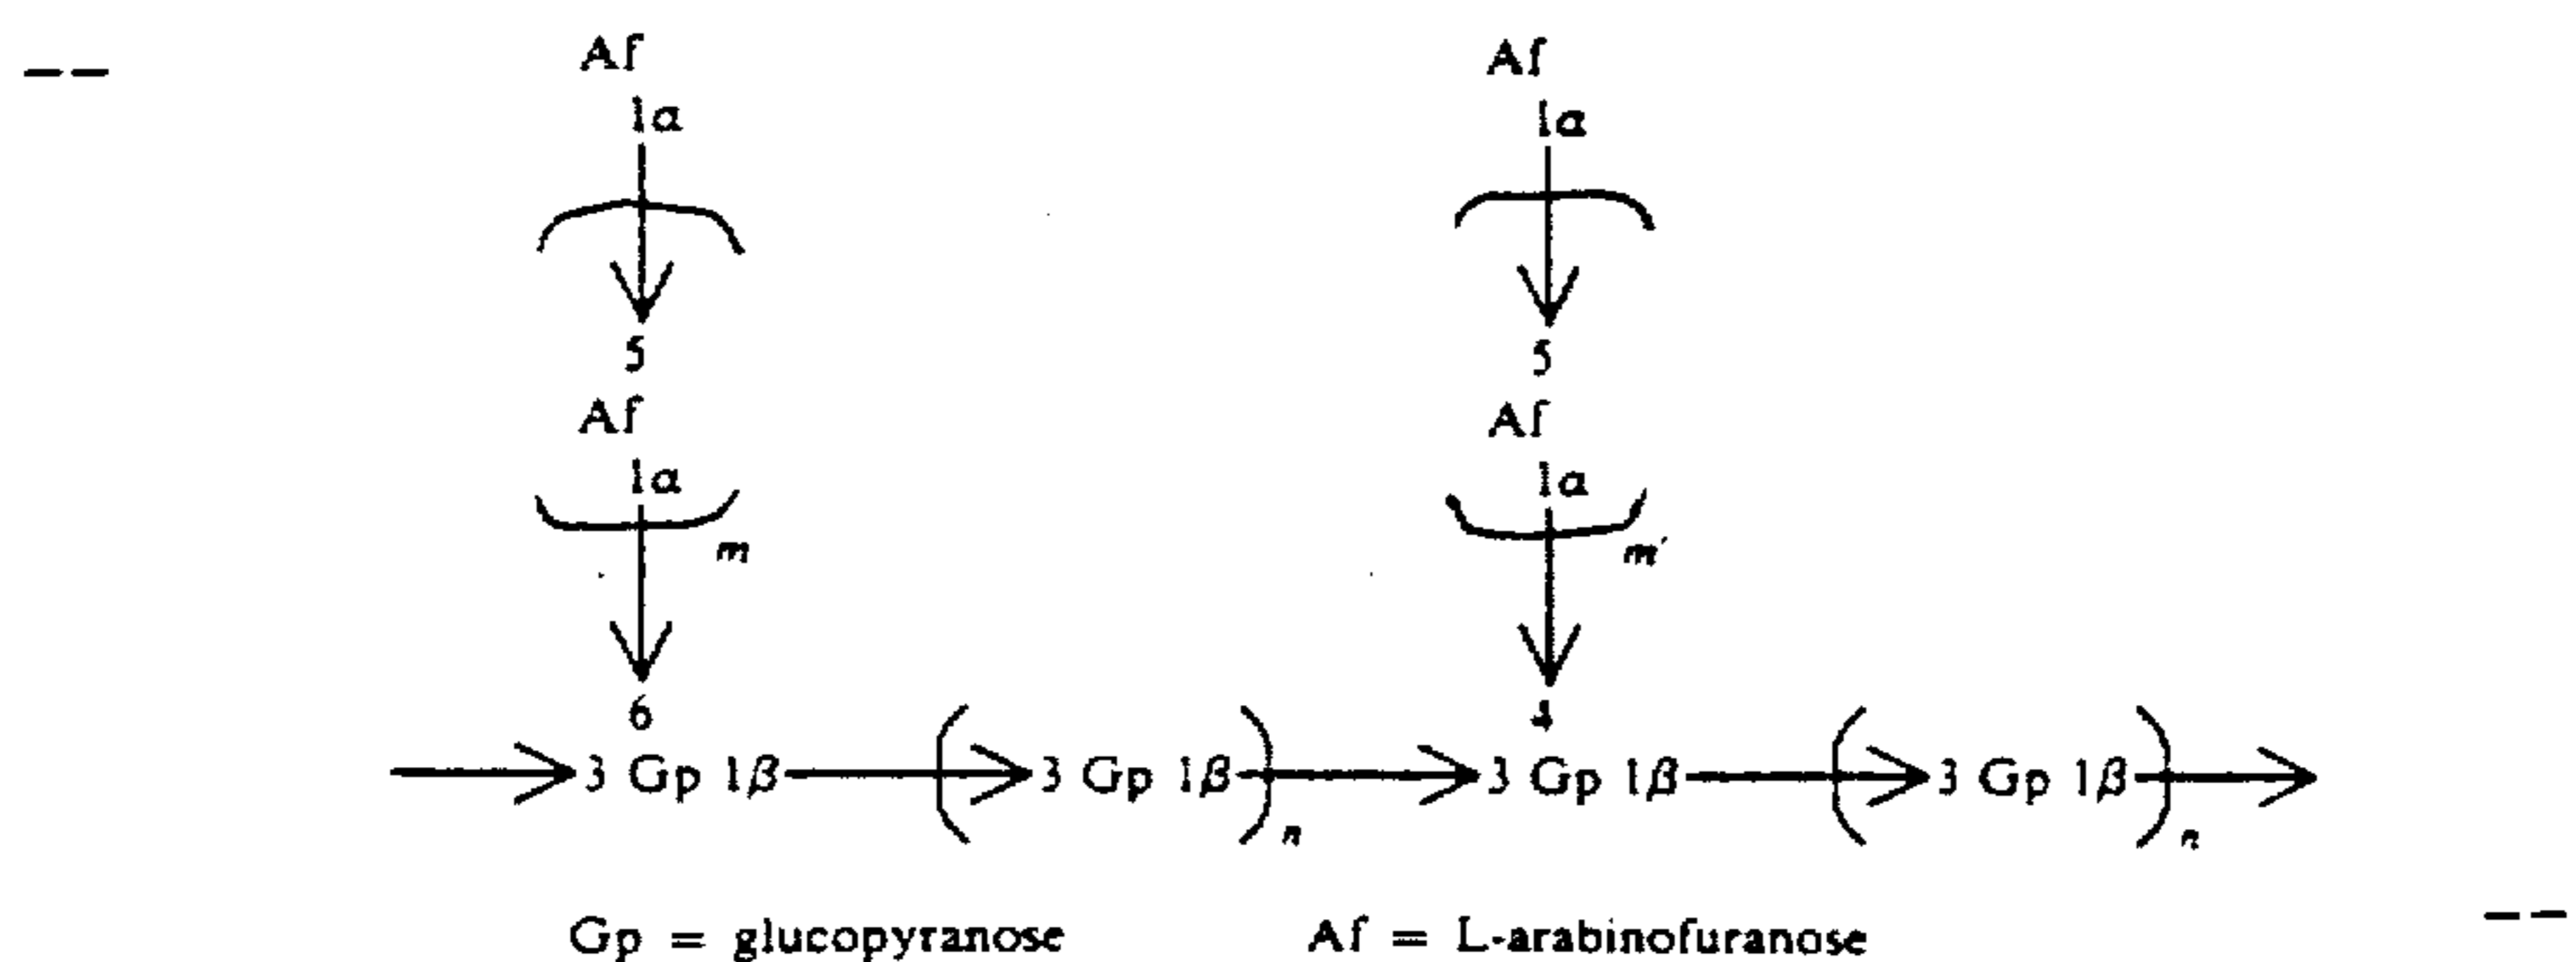 Af Af
1α 1α
5 5
Af Af
1α 1α
m m'
6 4
3 Gp 1β 3 Gp 1β 3 Gp 1β 3 Gp 1β
n n
Gp = glucopyranose Af = L-arabinofuranose